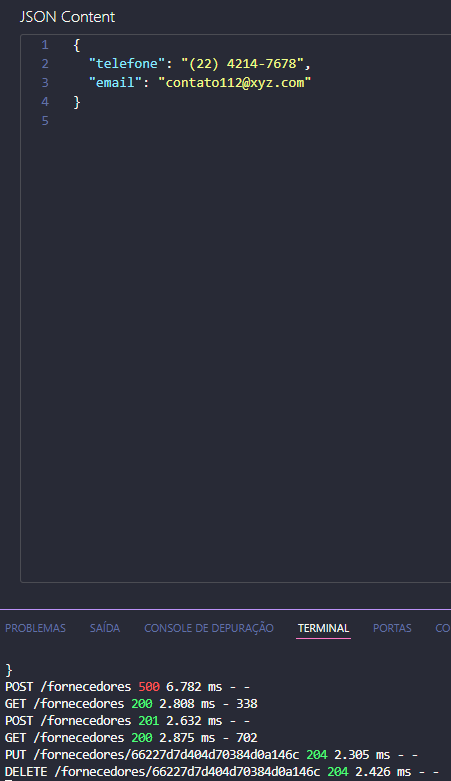 JSON Content
1 {
2 "telefone": "(22) 4214-7678",
3 "email": "contato112@xyz.com"
4 }
5
PROBLEMAS SAÍDA CONSOLE DE DEPURAÇÃO TERMINAL PORTAS CO
}
POST /fornecedores 500 6.782 ms - -
GET /fornecedores 200 2.808 ms - 338
POST /fornecedores 201 2.632 ms - -
GET /fornecedores 200 2.875 ms - 702
PUT /fornecedores/66227d7d404d70384d0a146c 204 2.305 ms - -
DELETE /fornecedores/66227d7d404d70384d0a146c 204 2.426 ms - -